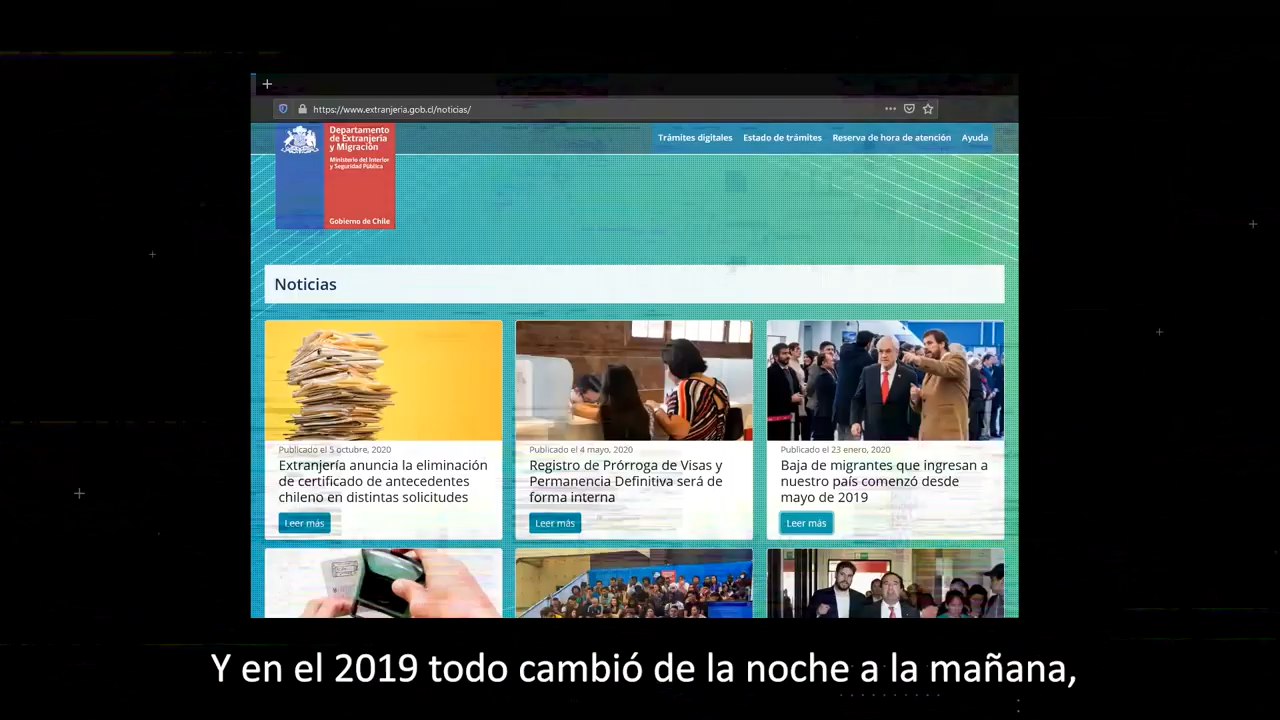 https://www.extranjeria.gob.cl/noticias/
Departamento
de Extranjería
y Migración
Ministerio del Interior
y Seguridad Pública
Gobierno de Chile
Trámites digitales Estado de trámites Reserva de hora de atención Ayuda
Noticias
Publicado el 5 octubre, 2020
Extranjería anuncia la eliminación
de certificado de antecedentes
chileno en distintas solicitudes
Leer más
Publicado el 4 mayo, 2020
Registro de Prórroga de Visas y
Permanencia Definitiva será de
forma interna
Leer más
Publicado el 23 enero, 2020
Baja de migrantes que ingresan a
nuestro país comenzó desde
mayo de 2019
Leer más
Y en el 2019 todo cambió de la noche a la mañana,